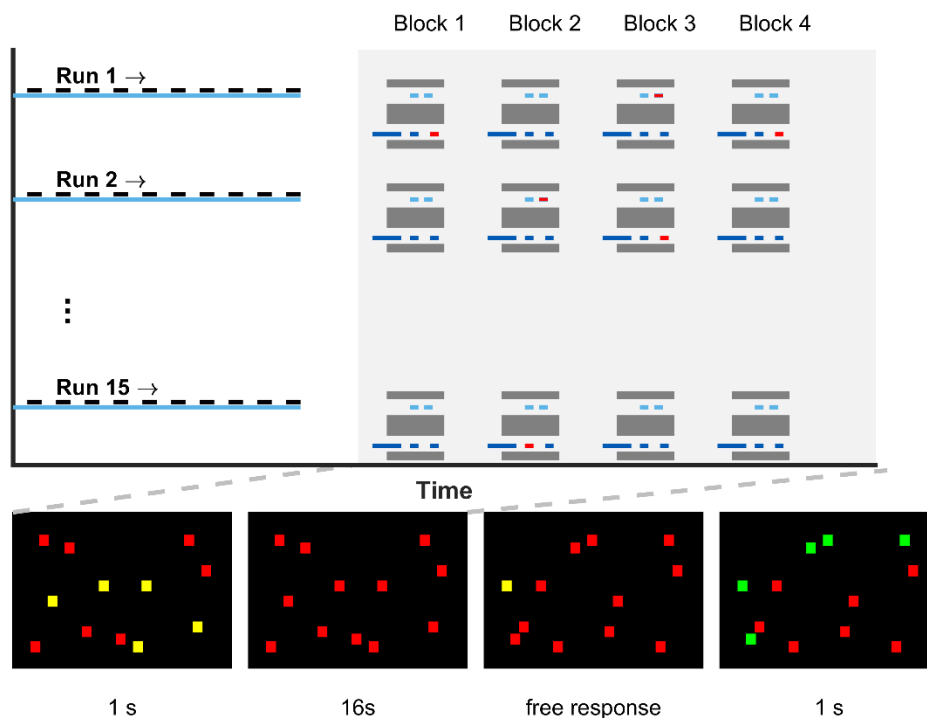 Block 1 Block 2 Block 3 Block 4
Run 1 →
Run 2 →
⋮
Run 15 →
Time
1 s 16s free response 1 s